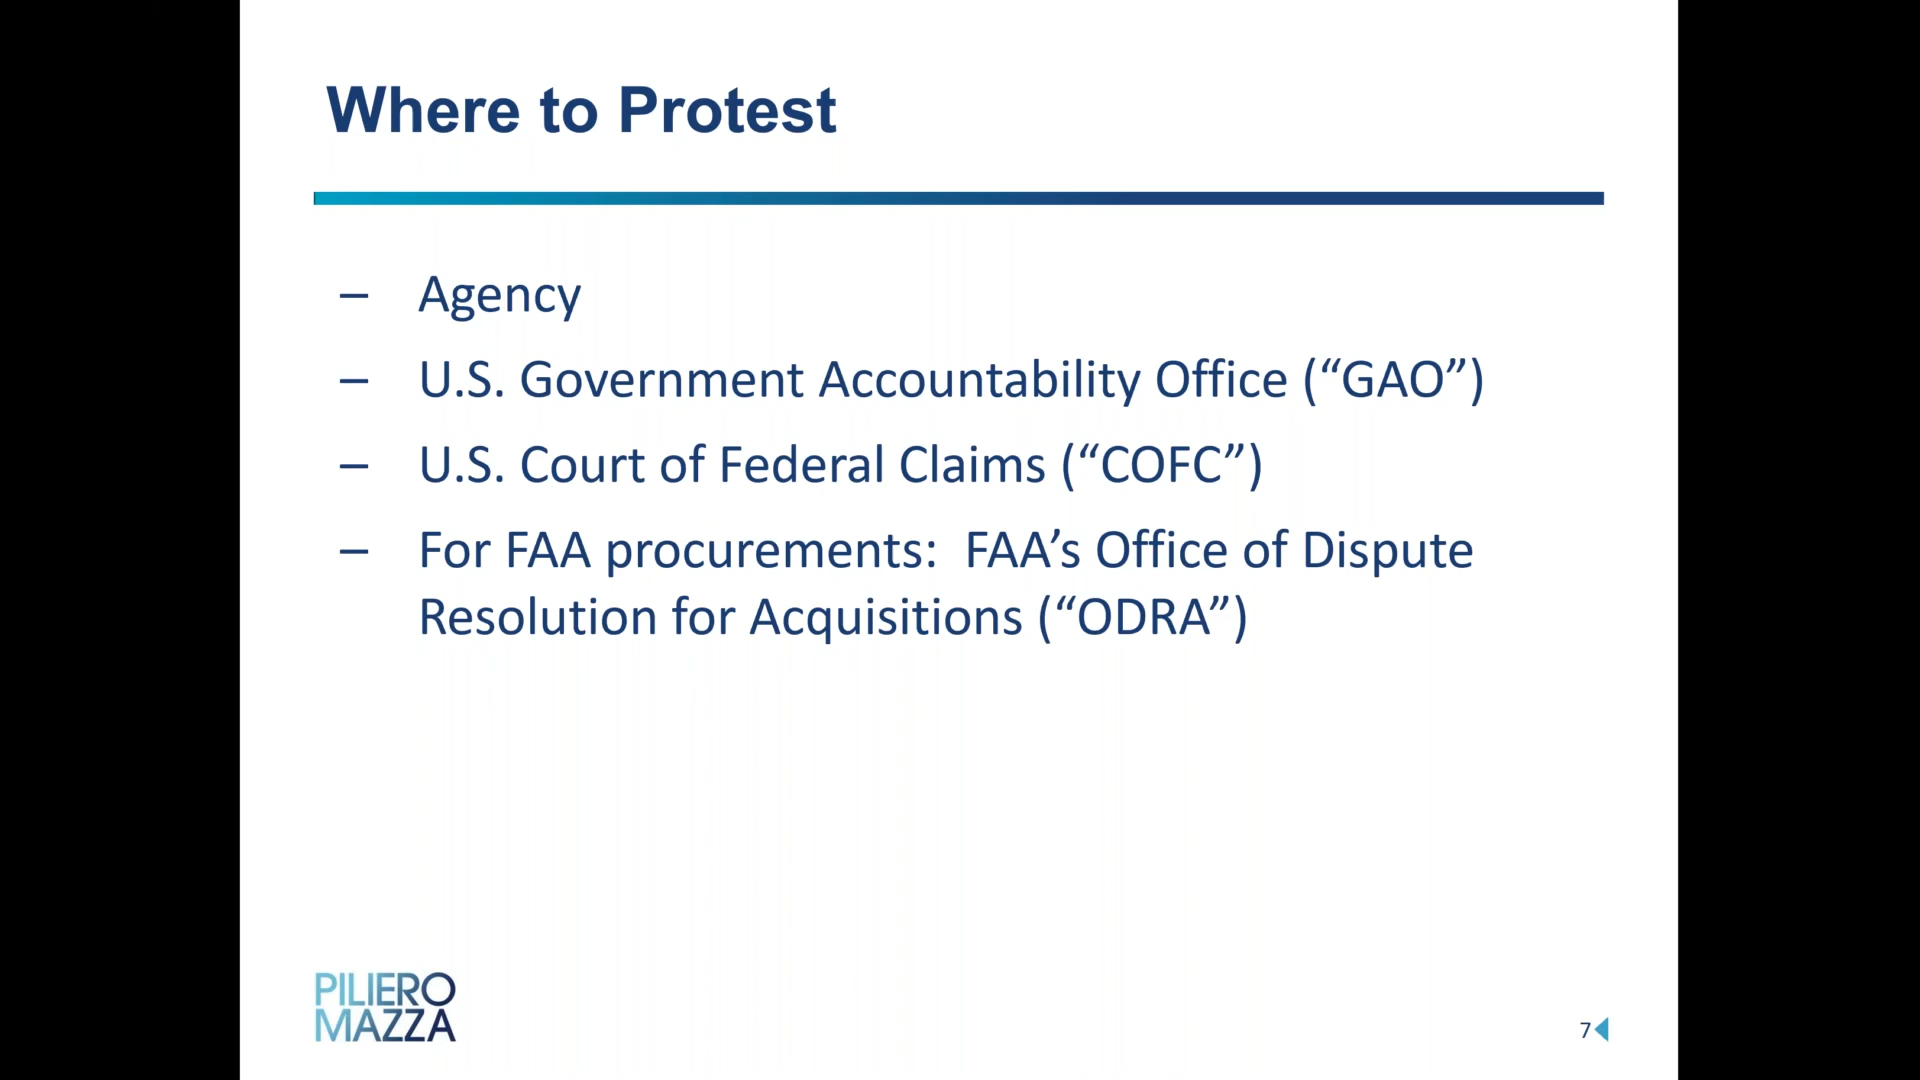 Where to Protest
– Agency
– U.S. Government Accountability Office (“GAO”)
– U.S. Court of Federal Claims (“COFC”)
– For FAA procurements:  FAA’s Office of Dispute
Resolution for Acquisitions (“ODRA”)
PILIERO
MAZZA
7